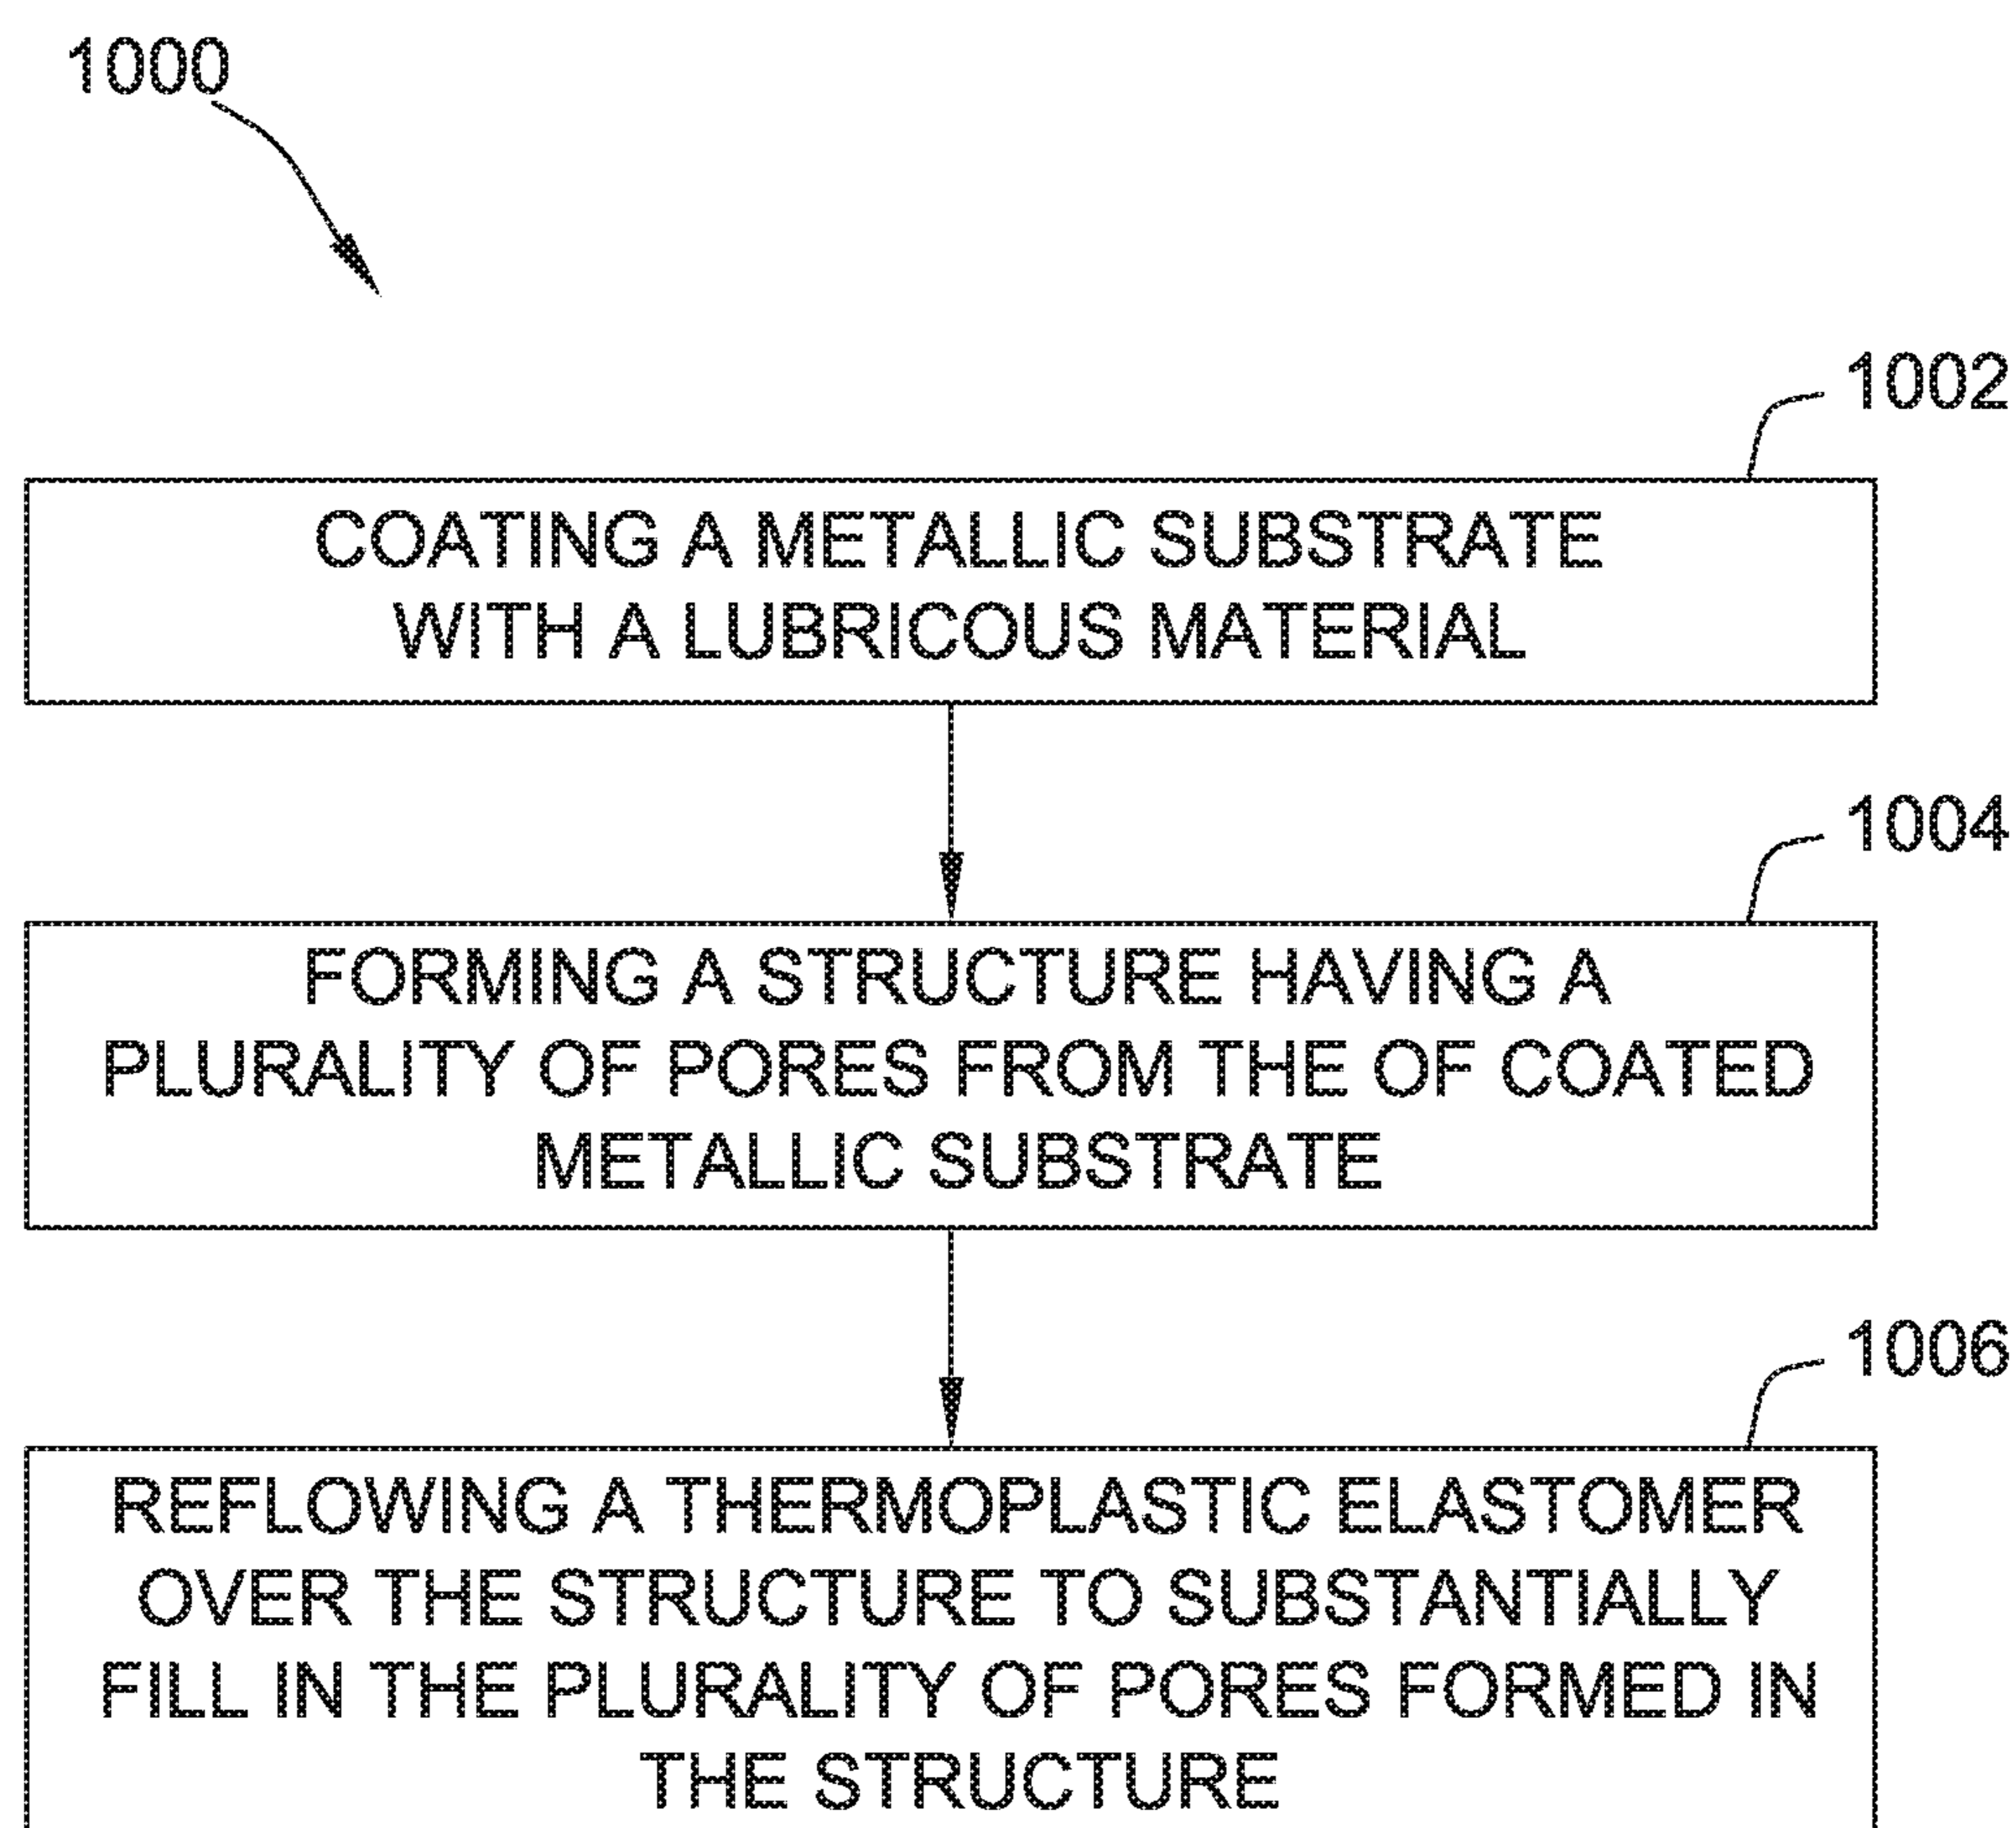 1000
1002
COATING A METALLIC SUBSTRATE
WITH A LUBRICOUS MATERIAL
1004
FORMING A STRUCTURE HAVING A
PLURALITY OF PORES FROM THE OF COATED
METALLIC SUBSTRATE
1006
REFLOWING A THERMOPLASTIC ELASTOMER
OVER THE STRUCTURE TO SUBSTANTIALLY
FILL IN THE PLURALITY OF PORES FORMED IN
THE STRUCTURE